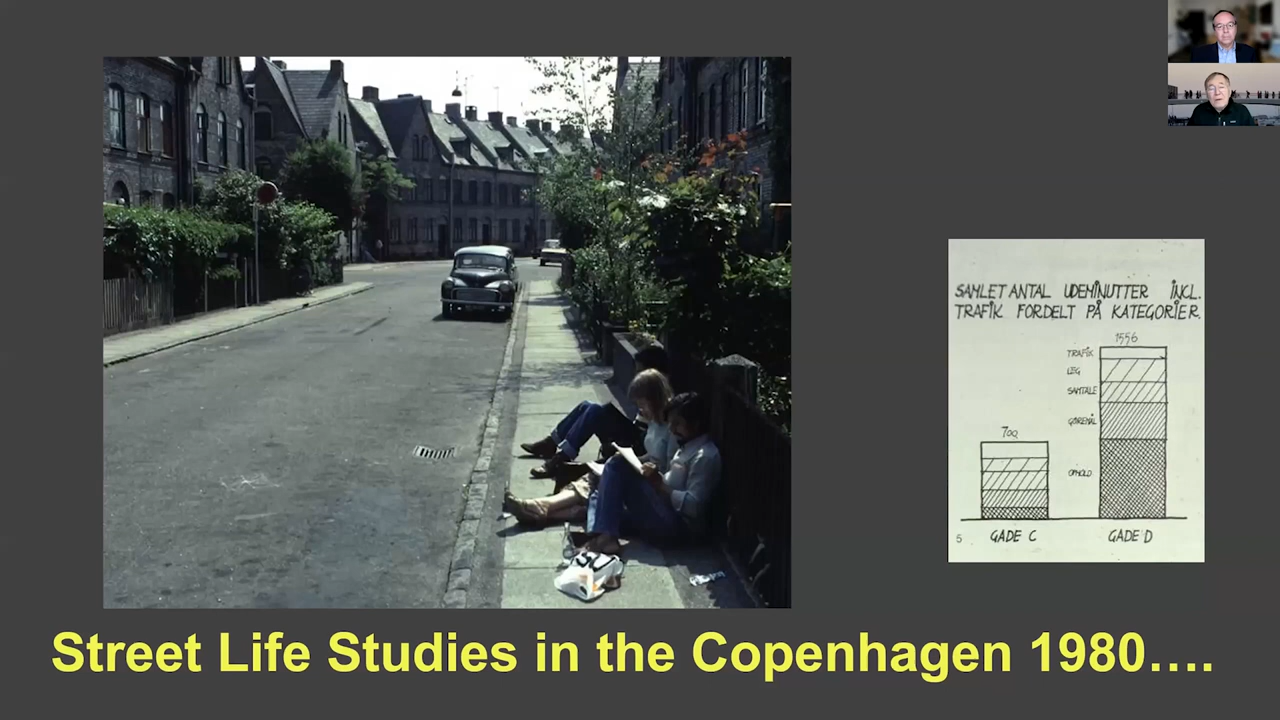 SAMLET ANTAL UDEMINUTTER INCL.
TRAFIK FORDELT PÅ KATEGORIER.
1556
TRAFIK
LEG
SAMTALE
GØREMÅL
700
OPHOLD
5
GADE C
GADE D
Street Life Studies in the Copenhagen 1980….